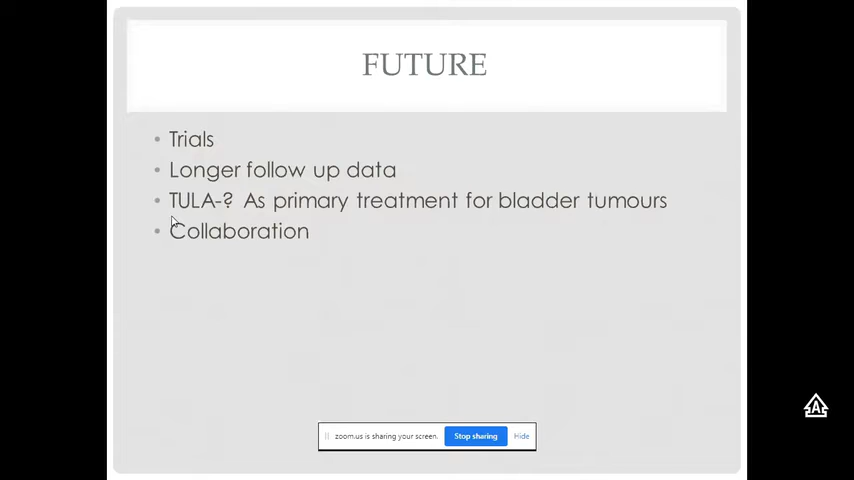 FUTURE
• Trials
• Longer follow up data
• TULA-? As primary treatment for bladder tumours
• Collaboration
zoom.us is sharing your screen. Stop sharing Hide
A